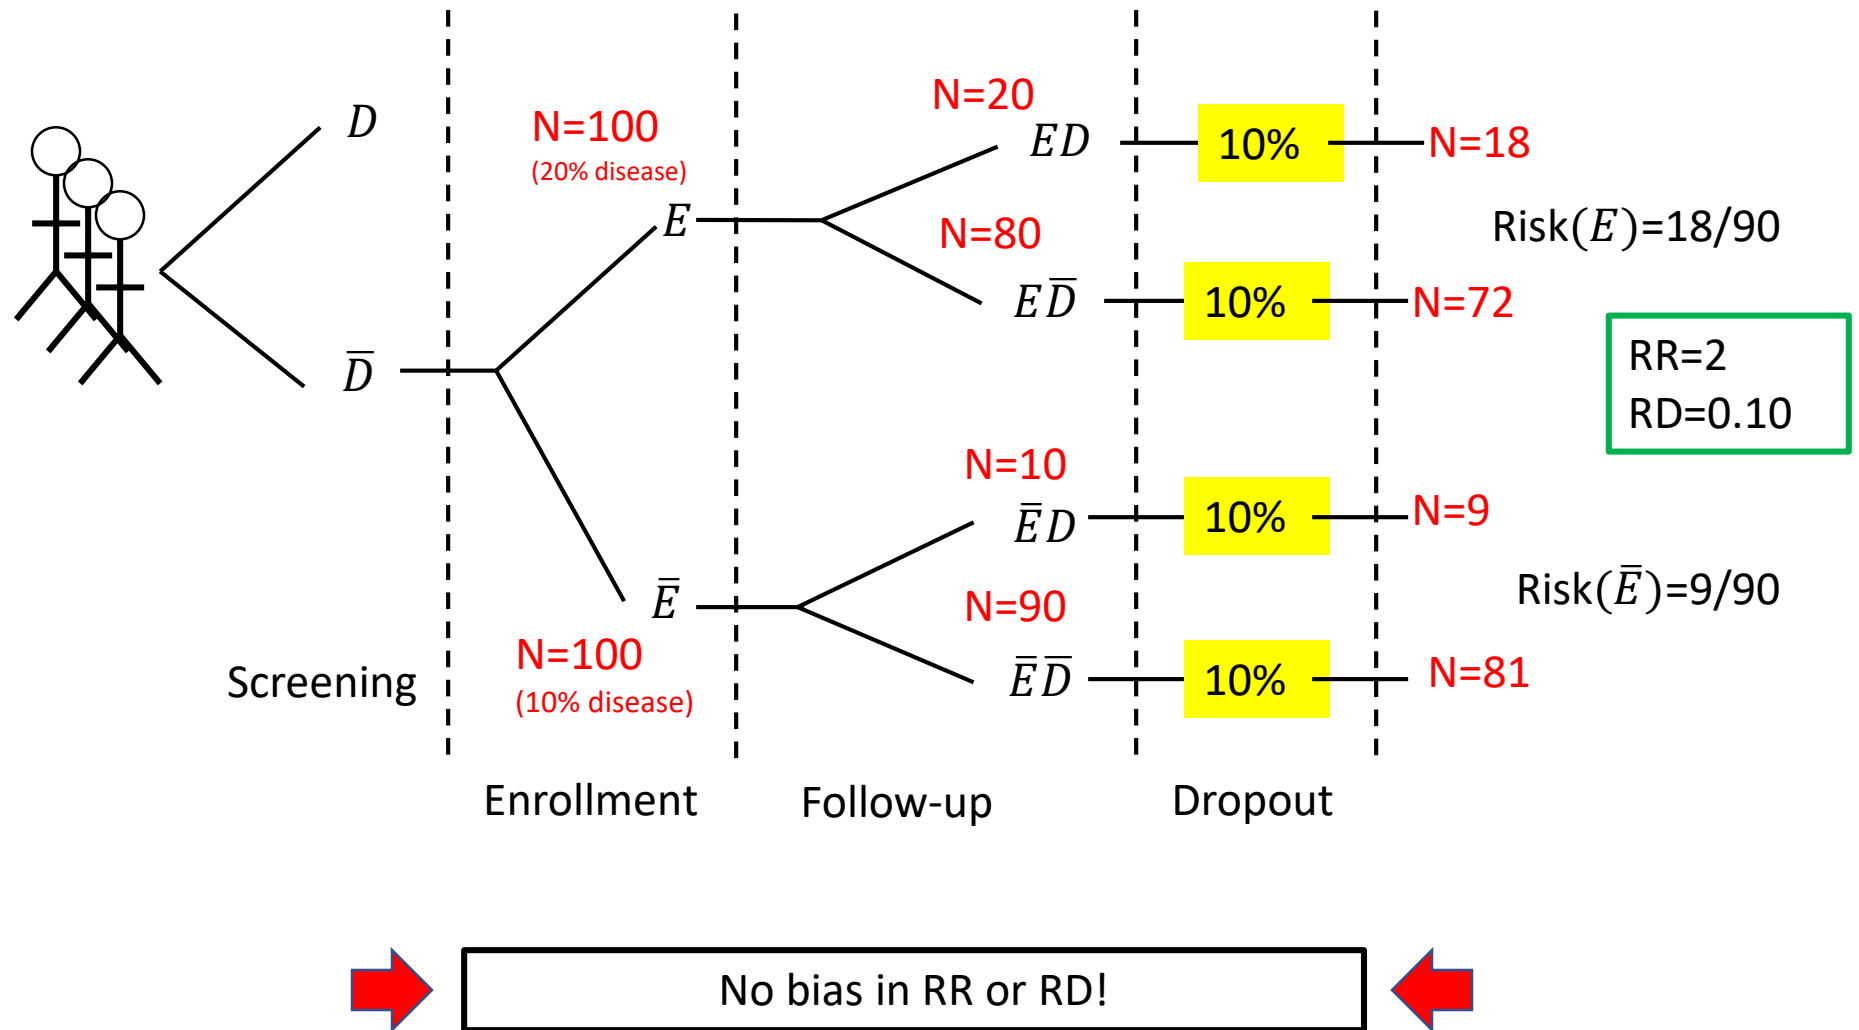 D
D̅
Screening
N=100
(20% disease)
E
E̅
N=100
(10% disease)
Enrollment
N=20
ED
N=80
ED̅
N=10
E̅D
N=90
E̅D̅
Follow-up
10%
10%
10%
10%
Dropout
N=18
Risk(E)=18/90
N=72
RR=2
RD=0.10
N=9
Risk(E̅)=9/90
N=81
No bias in RR or RD!